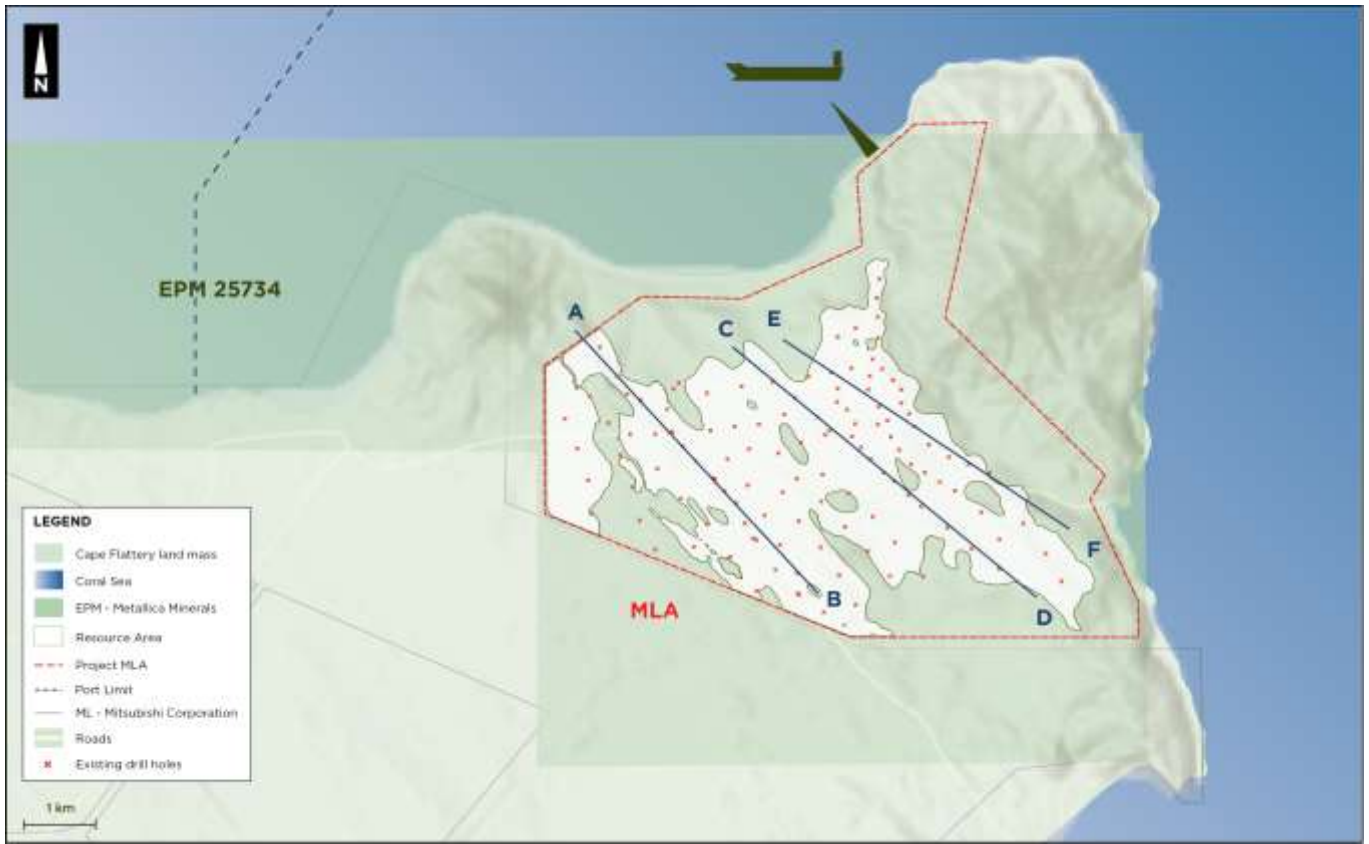 N
EPM 25734
A
C
E
F
B
D
MLA
LEGEND
Cape Flattery land mass
Coral Sea
EPM - Metallica Minerals
Resource Area
Project MLA
Port Limit
ML - Mitsubishi Corporation
Roads
Existing drill holes
1 km